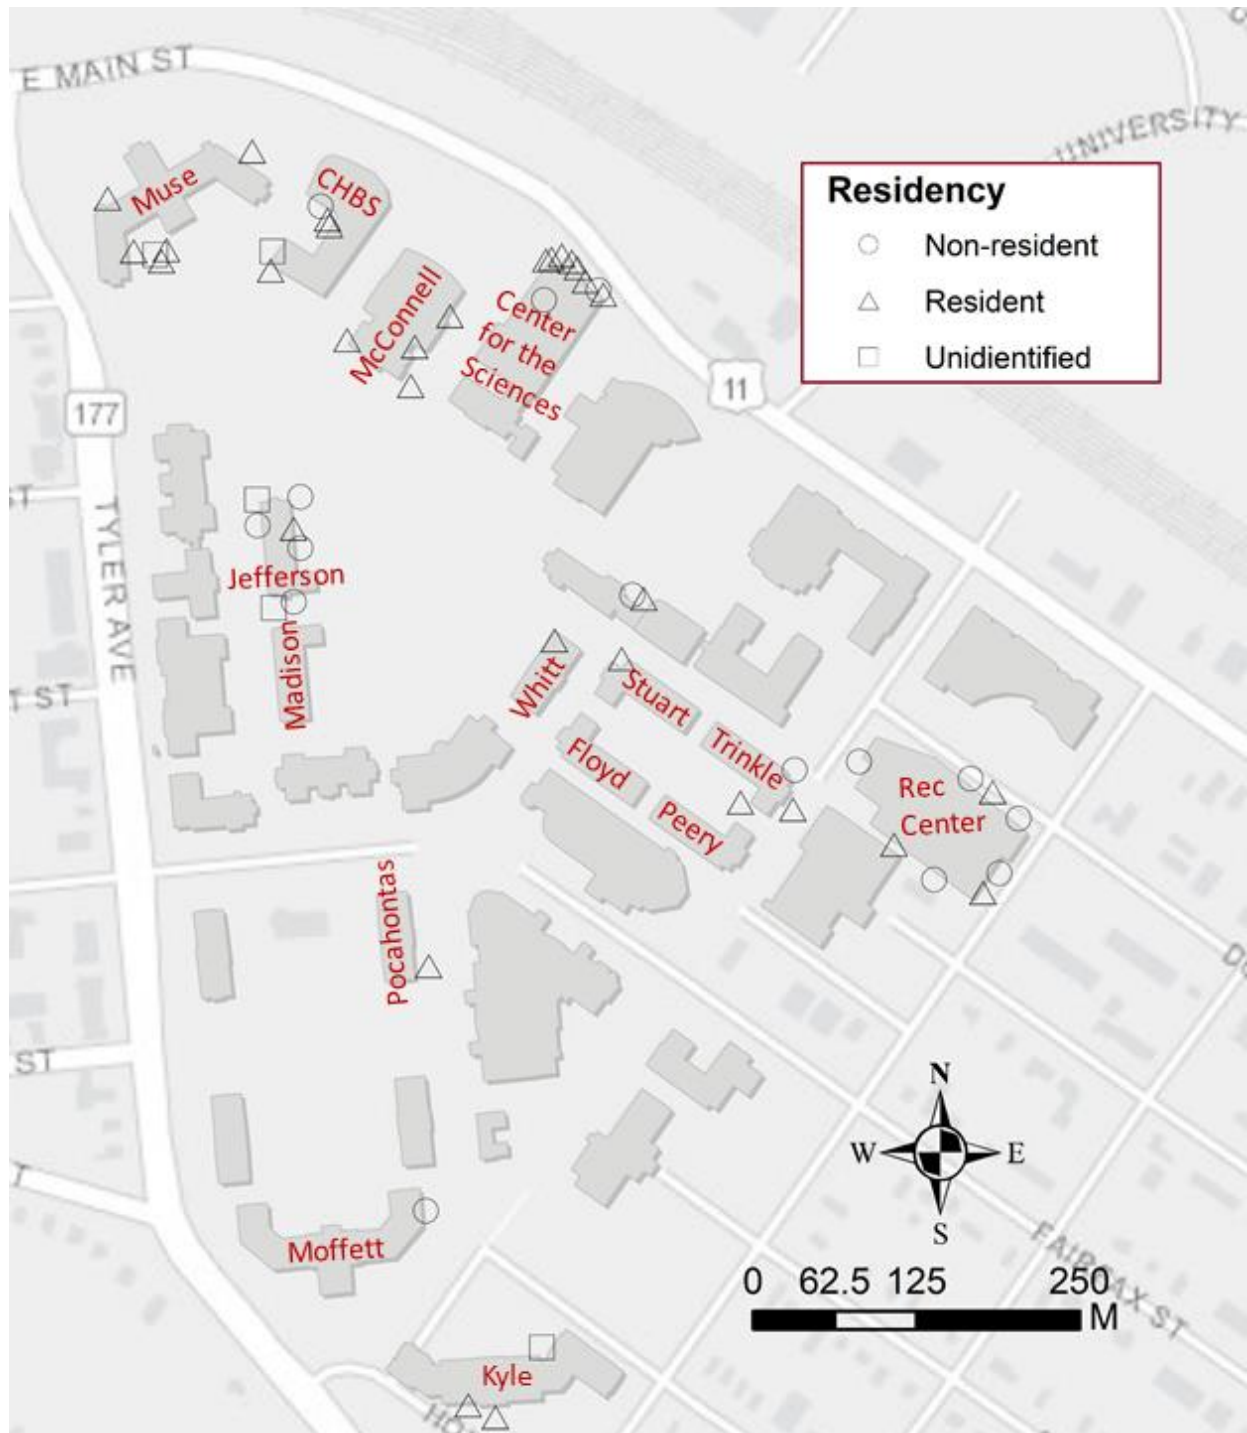 E MAIN ST
UNIVERSITY
Residency
Non-resident
Resident
Unidentified
Muse
CHBS
McConnell
Center
for the
Sciences
11
177
TYLER AVE
Jefferson
Madison
Whitt
Stuart
Trinkle
Floyd
Peery
Rec
Center
ST
ST
Pocahontas
ST
N
W
E
S
Moffett
FAIRFAX ST
0 62.5 125 250
M
Kyle